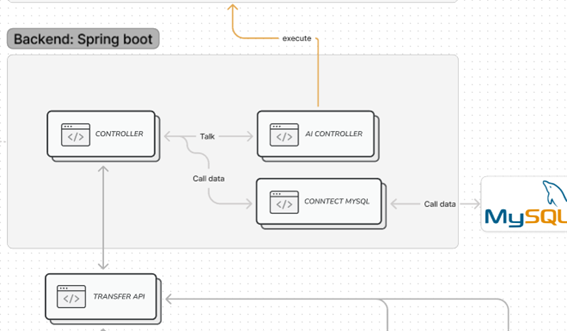 execute
Backend: Spring boot
CONTROLLER
Talk
AI CONTROLLER
Call data
CONNTECT MYSQL
Call data
MySQL
TRANSFER API